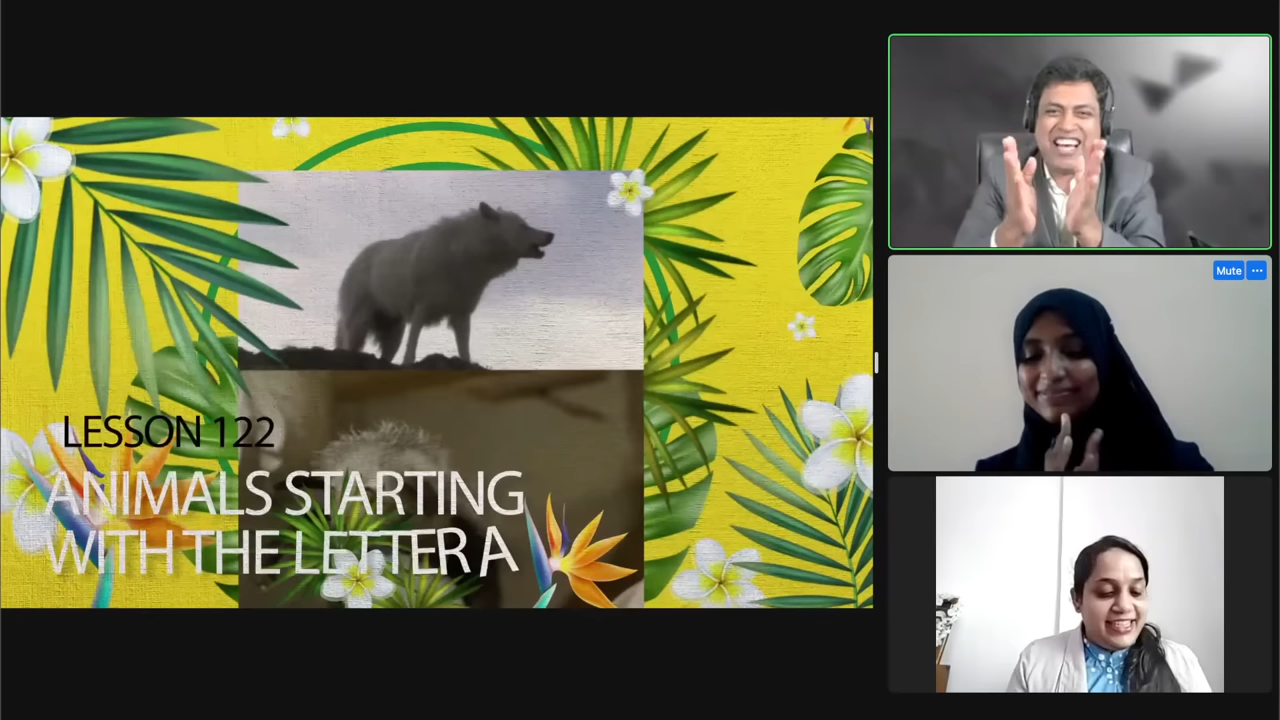 LESSON 122
ANIMALS STARTING
WITH THE LETTER A
Mute